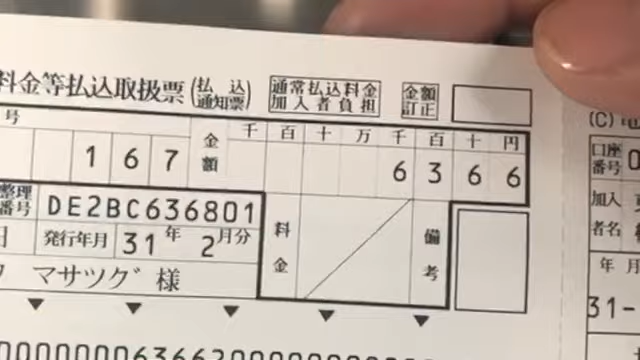 料金等払込取扱票(払込通知票) 通常払込料金加入者負担 金額訂正
号 金額 千 百 十 万 千 百 十 円
1 6 7 6 3 6 6
整理番号 DE2BC636801
発行年月 31年 2月分 料金 備考
マサツグ 様
口座番号
加入者名
年 月
31-